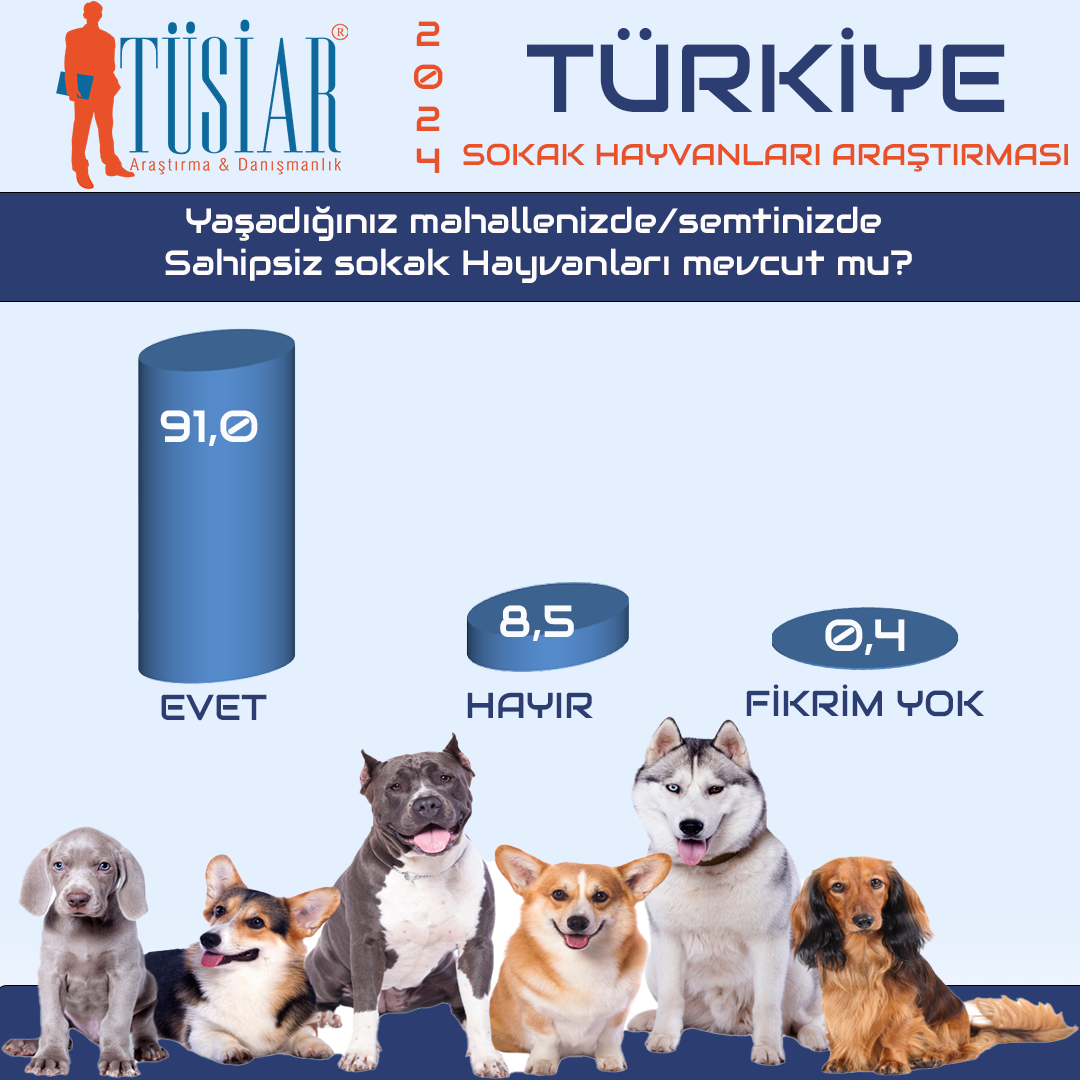 TÜSİAR®
Araştırma & Danışmanlık
2024
TÜRKİYE
SOKAK HAYVANLARI ARAŞTIRMASI
Yaşadığınız mahallenizde/semtinizde
Sahipsiz sokak Hayvanları mevcut mu?
91,0
8,5
0,4
EVET
HAYIR
FİKRİM YOK